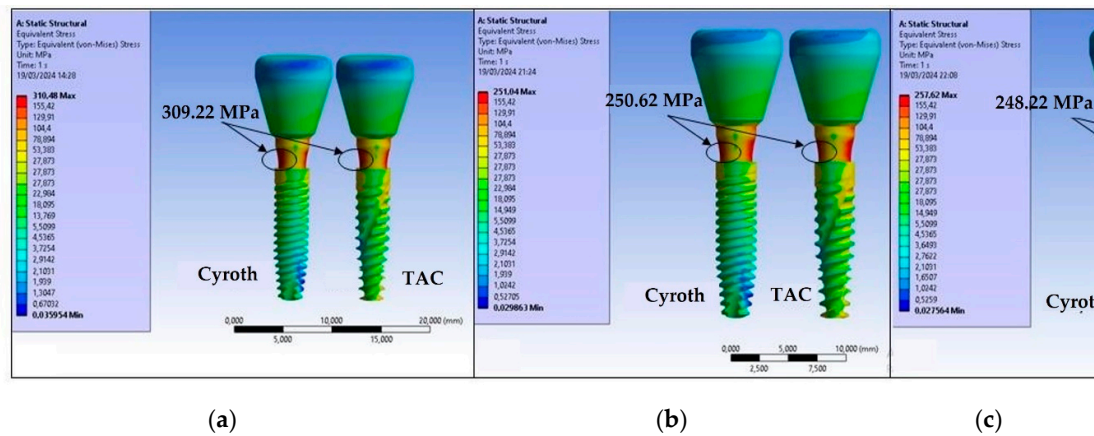 A: Static Structural
Equivalent Stress
Type: Equivalent (von-Mises) Stress
Unit: MPa
Time: 1 s
19/03/2024 14:28
310,48 Max
155,42
129,91
104,4
78,894
53,383
27,873
27,873
22,984
18,095
13,769
5,5099
4,5365
3,7254
2,9142
2,1031
1,939
1,3047
0,67032
0,035954 Min
309.22 MPa
Cyroth
TAC
0,000
10,000
20,000 (mm)
5,000
15,000
A: Static Structural
Equivalent Stress
Type: Equivalent (von-Mises) Stress
Unit: MPa
Time: 1 s
19/03/2024 21:24
251,04 Max
155,42
129,91
104,4
78,894
53,383
27,873
27,873
22,984
18,095
14,949
5,5099
4,5365
3,7254
2,9142
2,1031
1,939
1,0242
0,52705
0,029863 Min
250.62 MPa
Cyroth
TAC
0,000
5,000
10,000 (mm)
2,500
7,500
A: Static Structural
Equivalent Stress
Type: Equivalent (von-Mises) Stress
Unit: MPa
Time: 1 s
19/03/2024 22:08
257,62 Max
155,42
129,91
104,4
78,894
53,383
27,873
27,873
22,984
18,095
14,949
5,5099
4,5365
3,6493
2,7622
2,1031
1,6507
1,0242
0,5259
0,027564 Min
248.22 MPa
Cyrot
(a)
(b)
(c)